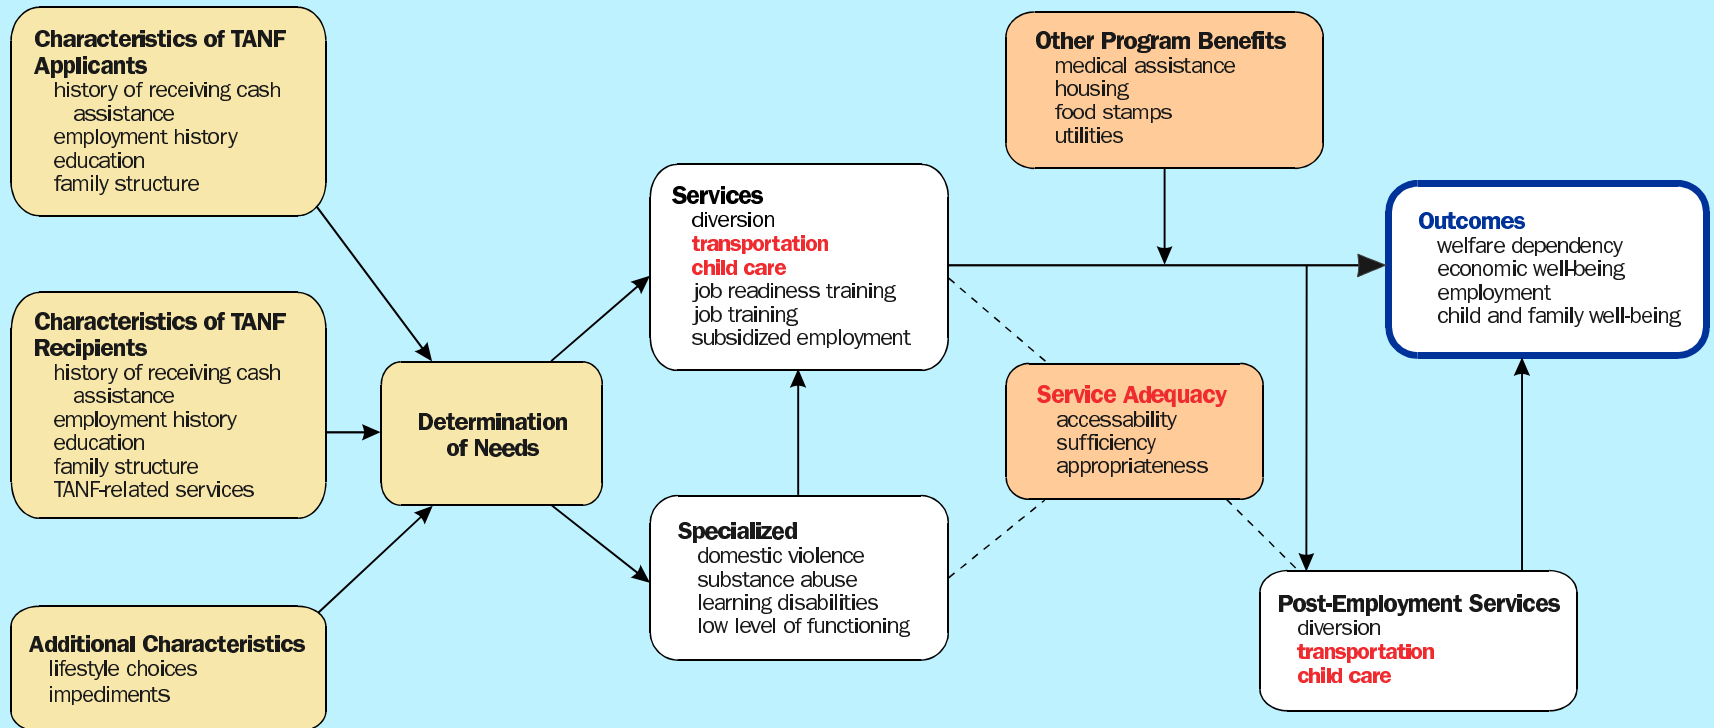 Characteristics of TANF
Applicants
history of receiving cash
assistance
employment history
education
family structure
Characteristics of TANF
Recipients
history of receiving cash
assistance
employment history
education
family structure
TANF-related services
Additional Characteristics
lifestyle choices
impediments
Determination
of Needs
Services
diversion
transportation
child care
job readiness training
job training
subsidized employment
Specialized
domestic violence
substance abuse
learning disabilities
low level of functioning
Other Program Benefits
medical assistance
housing
food stamps
utilities
Service Adequacy
accessability
sufficiency
appropriateness
Outcomes
welfare dependency
economic well-being
employment
child and family well-being
Post-Employment Services
diversion
transportation
child care